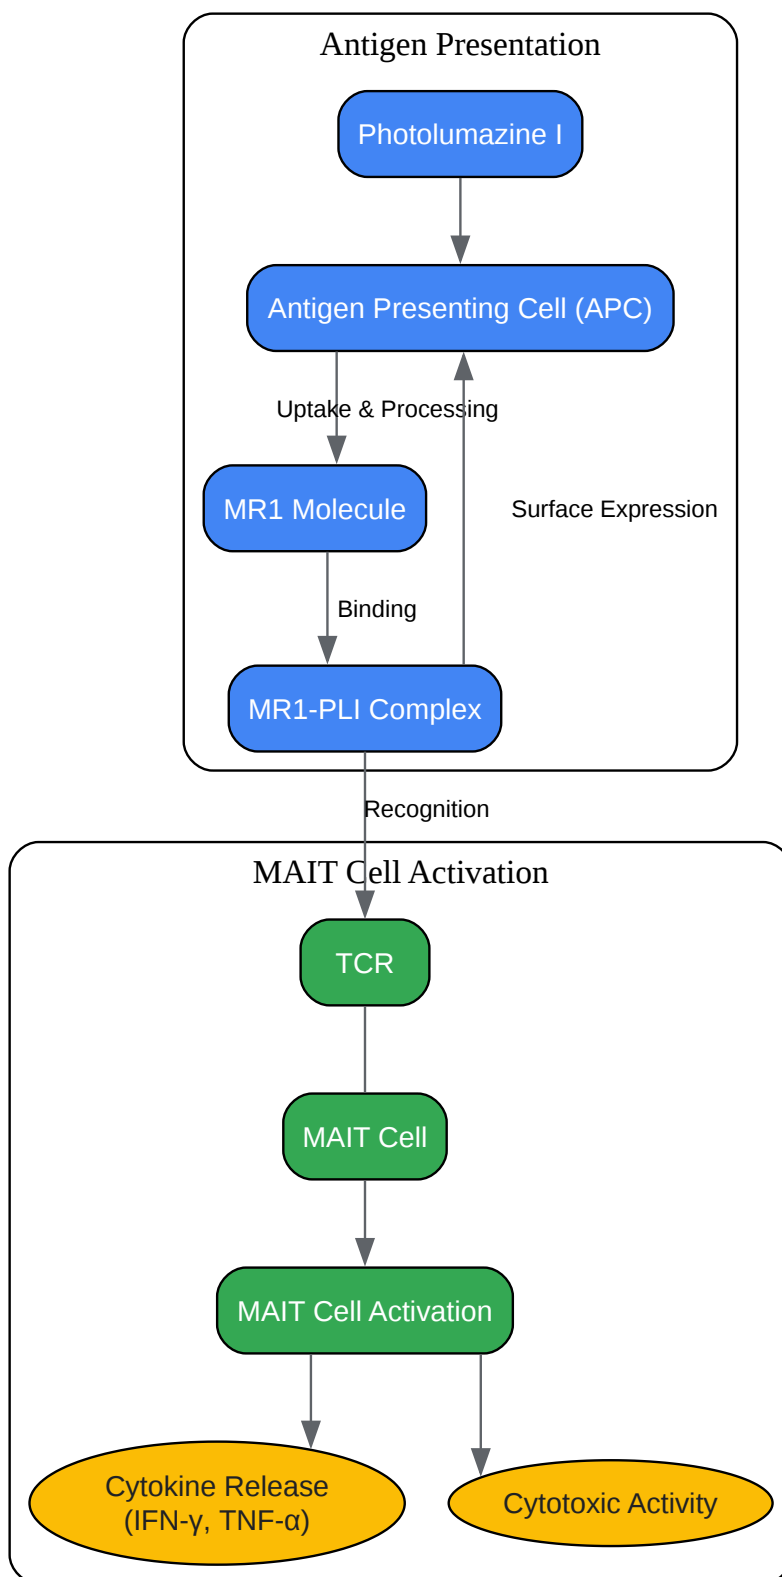 Antigen Presentation
Photolumazine I
Antigen Presenting Cell (APC)
Uptake & Processing
MR1 Molecule
Surface Expression
Binding
MR1-PLI Complex
Recognition
MAIT Cell Activation
TCR
MAIT Cell
MAIT Cell Activation
Cytokine Release
(IFN-γ, TNF-α)
Cytotoxic Activity